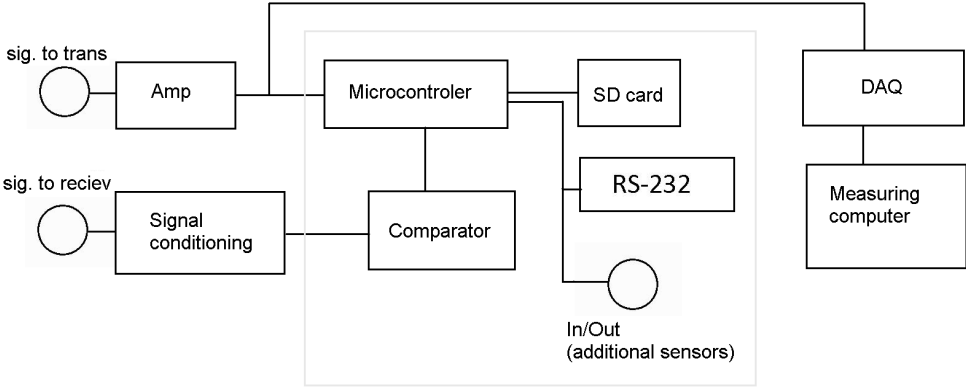 sig. to trans
Amp
Microcontroler
SD card
DAQ
sig. to reciev
Signal
conditioning
Comparator
RS-232
Measuring
computer
In/Out
(additional sensors)